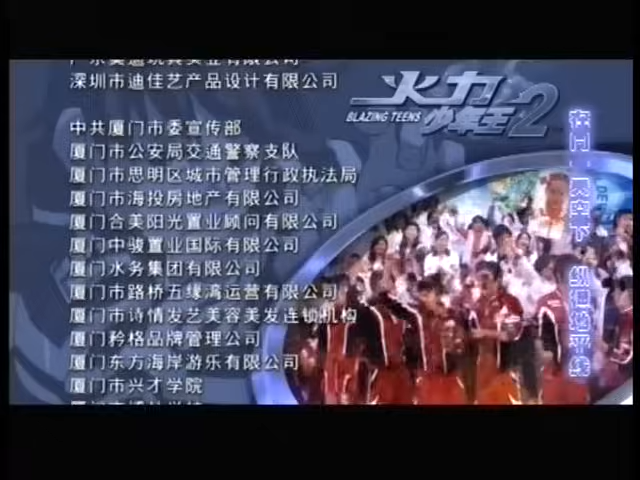 深圳市迪佳艺产品设计有限公司
中共厦门市委宣传部
厦门市公安局交通警察支队
厦门市思明区城市管理行政执法局
厦门市海投房地产有限公司
厦门合美阳光置业顾问有限公司
厦门中骏置业国际有限公司
厦门水务集团有限公司
厦门市路桥五缘湾运营有限公司
厦门市诗情发艺美容美发连锁机构
厦门矜格品牌管理公司
厦门东方海岸游乐有限公司
厦门市兴才学院
火力
少年王2
BLAZING TEENS